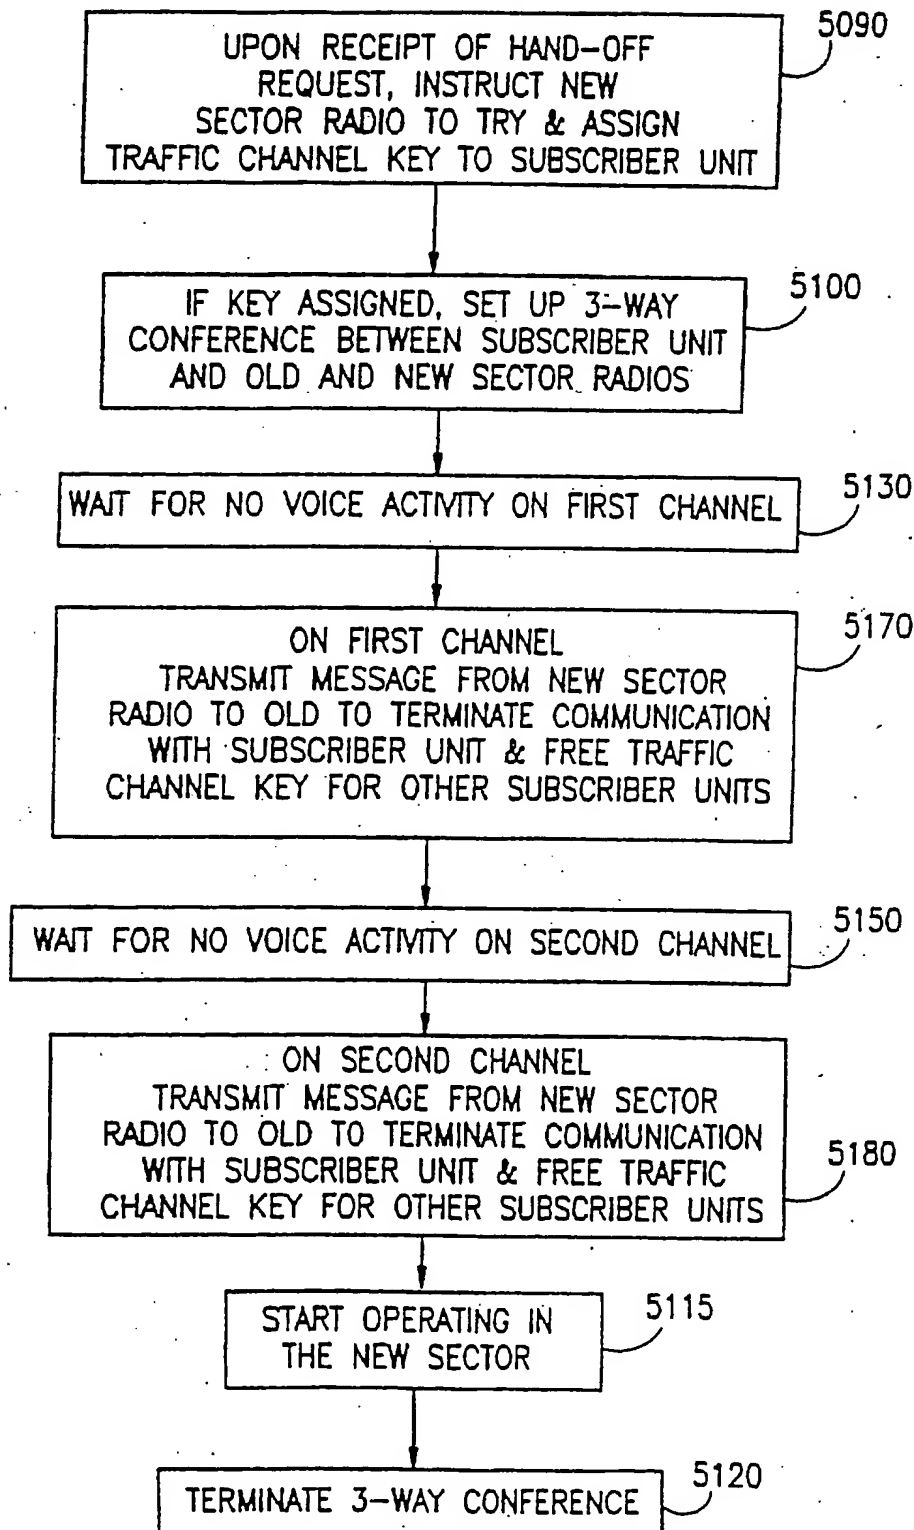 5090
UPON RECEIPT OF HAND-OFF
REQUEST, INSTRUCT NEW
SECTOR RADIO TO TRY & ASSIGN
TRAFFIC CHANNEL KEY TO SUBSCRIBER UNIT
5100
IF KEY ASSIGNED, SET UP 3-WAY
CONFERENCE BETWEEN SUBSCRIBER UNIT
AND OLD AND NEW SECTOR RADIOS
5130
WAIT FOR NO VOICE ACTIVITY ON FIRST CHANNEL
5170
ON FIRST CHANNEL
TRANSMIT MESSAGE FROM NEW SECTOR
RADIO TO OLD TO TERMINATE COMMUNICATION
WITH SUBSCRIBER UNIT & FREE TRAFFIC
CHANNEL KEY FOR OTHER SUBSCRIBER UNITS
5150
WAIT FOR NO VOICE ACTIVITY ON SECOND CHANNEL
ON SECOND CHANNEL
TRANSMIT MESSAGE FROM NEW SECTOR
RADIO TO OLD TO TERMINATE COMMUNICATION
WITH SUBSCRIBER UNIT & FREE TRAFFIC
CHANNEL KEY FOR OTHER SUBSCRIBER UNITS
5180
START OPERATING IN
THE NEW SECTOR
5115
TERMINATE 3-WAY CONFERENCE
5120